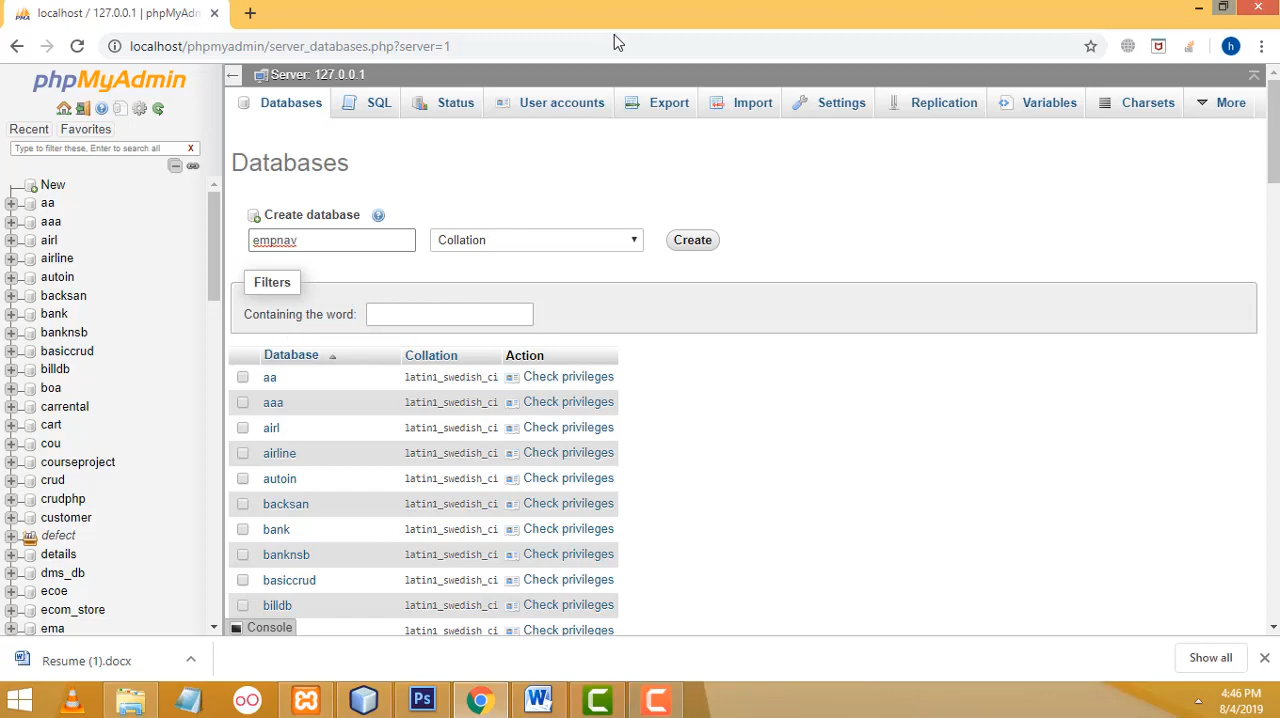 localhost / 127.0.0.1 | phpMyAdn
localhost/phpmyadmin/server_databases.php?server=1
h
phpMyAdmin
Server: 127.0.0.1
Databases
SQL
Status
User accounts
Export
Import
Settings
Replication
Variables
Charsets
More
Recent
Favorites
Type to filter these, Enter to search all
X
New
aa
aaa
airl
airline
autoin
backsan
bank
banknsb
basiccrud
billdb
boa
carrental
cart
cou
courseproject
crud
crudphp
customer
defect
details
dms_db
ecoe
ecom_store
ema
Databases
Create database
empnav
Collation
Create
Filters
Containing the word:
Database Collation Action
aa latin1_swedish_ci Check privileges
aaa latin1_swedish_ci Check privileges
airl latin1_swedish_ci Check privileges
airline latin1_swedish_ci Check privileges
autoin latin1_swedish_ci Check privileges
backsan latin1_swedish_ci Check privileges
bank latin1_swedish_ci Check privileges
banknsb latin1_swedish_ci Check privileges
basiccrud latin1_swedish_ci Check privileges
billdb latin1_swedish_ci Check privileges
latin1_swedish_ci Check privileges
Console
Resume (1).docx
Show all
Ps
4:46 PM
8/4/2019